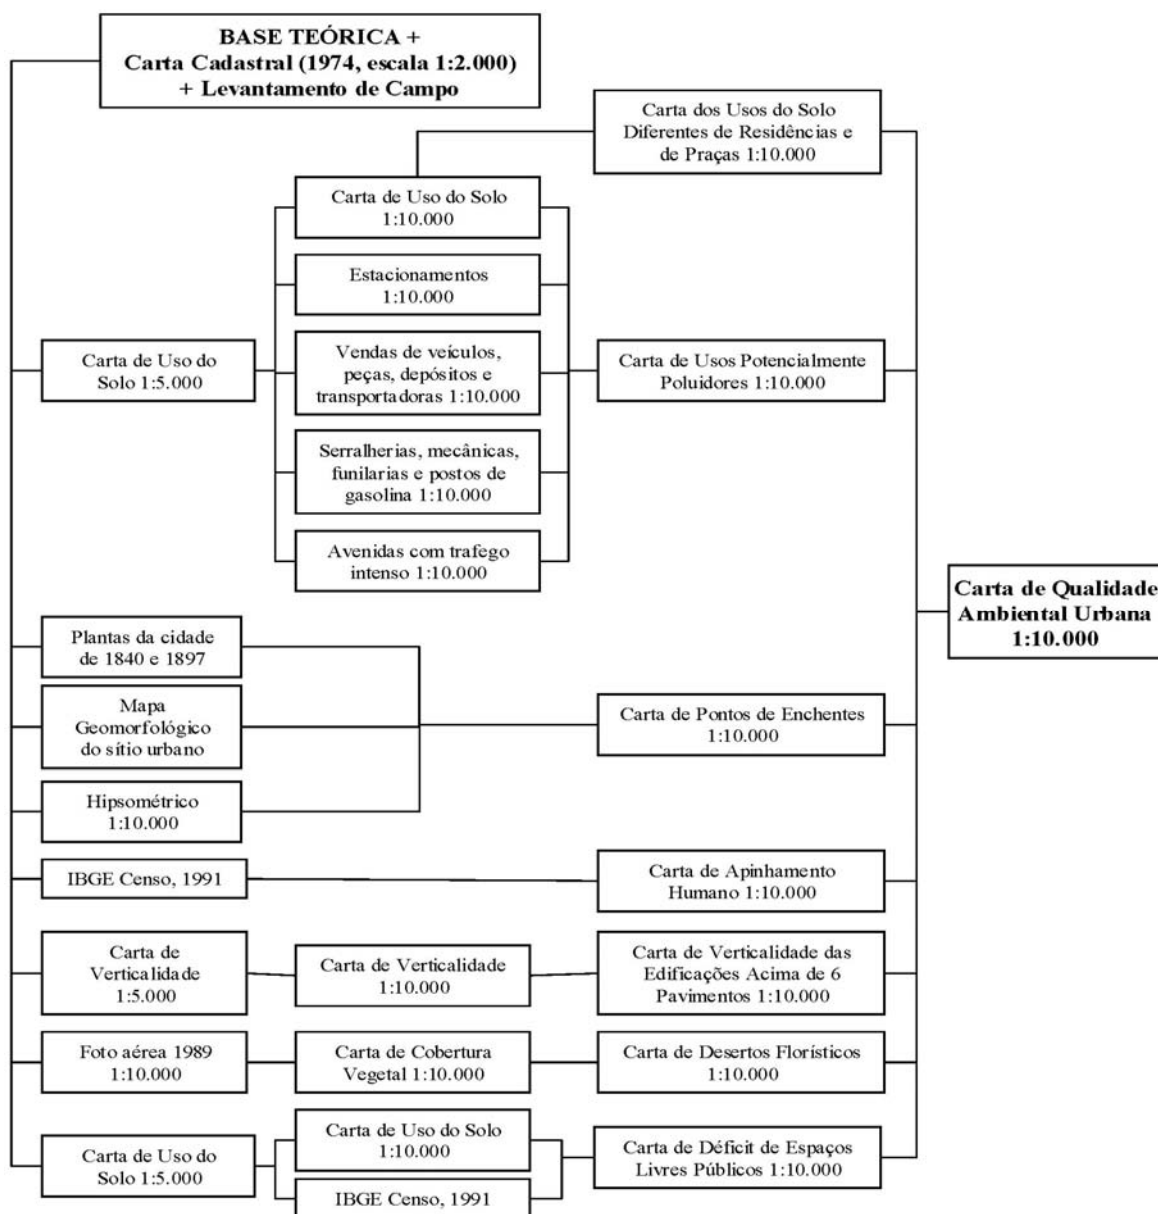 BASE TEÓRICA +
Carta Cadastral (1974, escala 1:2.000)
+ Levantamento de Campo
Carta dos Usos do Solo
Diferentes de Residências e
de Praças 1:10.000
Carta de Uso do Solo
1:10.000
Estacionamentos
1:10.000
Carta de Uso do
Solo 1:5.000
Vendas de veículos,
peças, depósitos e
transportadoras 1:10.000
Carta de Usos Potencialmente
Poluidores 1:10.000
Serralherias, mecânicas,
funilarias e postos de
gasolina 1:10.000
Avenidas com trafego
intenso 1:10.000
Carta de Qualidade
Ambiental Urbana
1:10.000
Plantas da cidade
de 1840 e 1897
Mapa
Geomorfológico
do sítio urbano
Carta de Pontos de Enchentes
1:10.000
Hipsométrico
1:10.000
IBGE Censo, 1991
Carta de Apinhamento
Humano 1:10.000
Carta de
Verticalidade
1:5.000
Carta de Verticalidade
1:10.000
Carta de Verticalidade das
Edificações Acima de 6
Pavimentos 1:10.000
Foto aérea 1989
1:10.000
Carta de Cobertura
Vegetal 1:10.000
Carta de Desertos Florísticos
1:10.000
Carta de Uso do
Solo 1:5.000
Carta de Uso do Solo
1:10.000
IBGE Censo, 1991
Carta de Déficit de Espaços
Livres Públicos 1:10.000